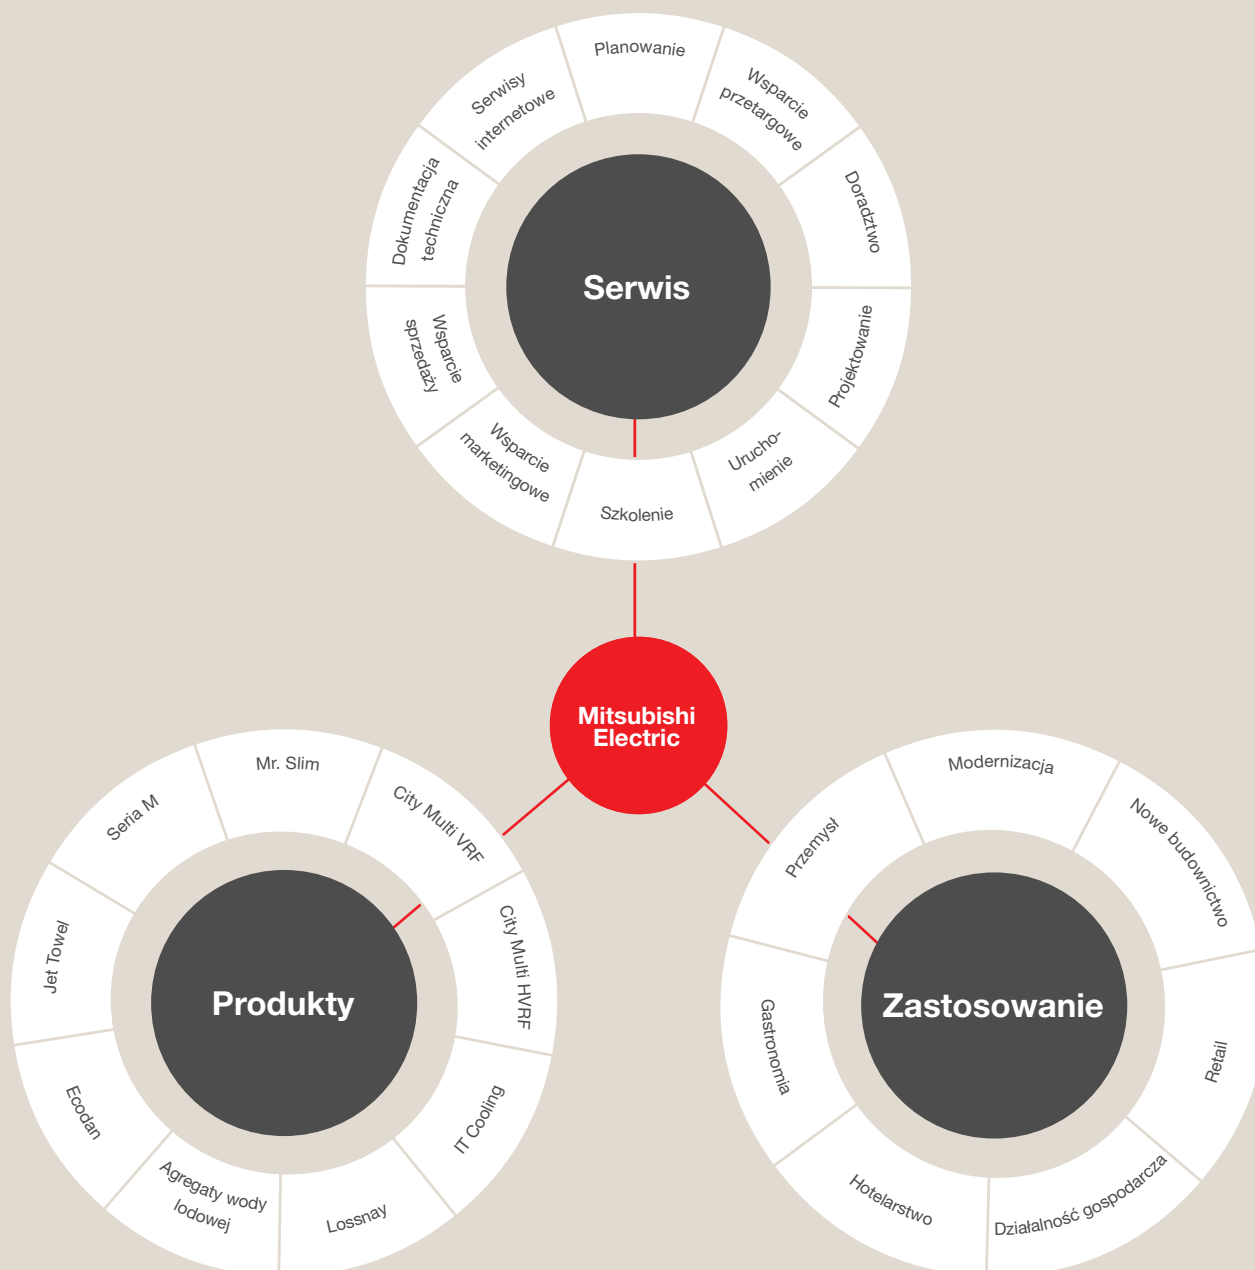 Planowanie
Wsparcie
przetargowe
Doradztwo
Projektowanie
Urucho-
mienie
Szkolenie
Wsparcie
marketingowe
Wsparcie
sprzedaży
Dokumentacja
techniczna
Serwisy
internetowe
Serwis
Mitsubishi
Electric
Mr. Slim
City Multi VRF
City Multi HVRF
IT Cooling
Lossnay
Agregaty wody
lodowej
Ecodan
Jet Towel
Seria M
Produkty
Modernizacja
Nowe budownictwo
Retail
Działalność gospodarcza
Hotelarstwo
Gastronomia
Przemysł
Zastosowanie